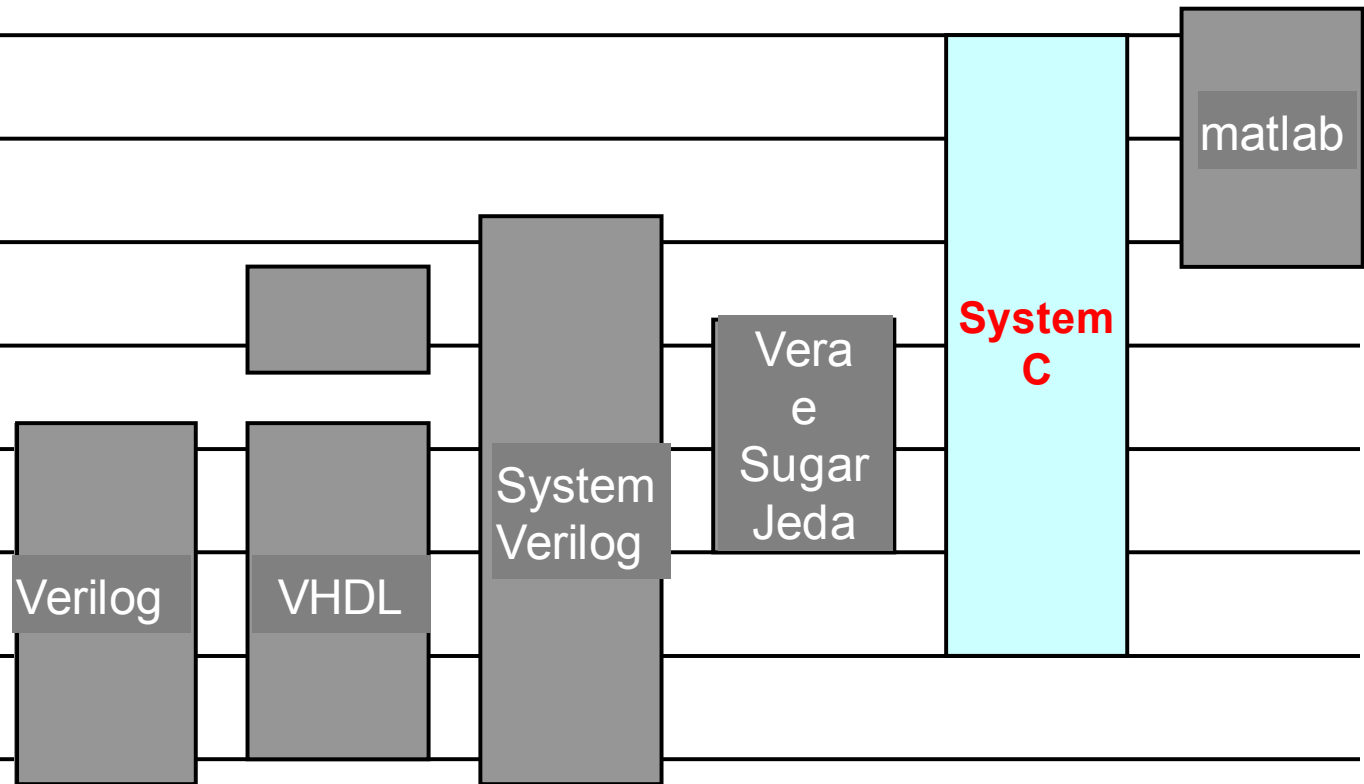 matlab
System
C
Vera
e
Sugar
Jeda
System
Verilog
Verilog
VHDL